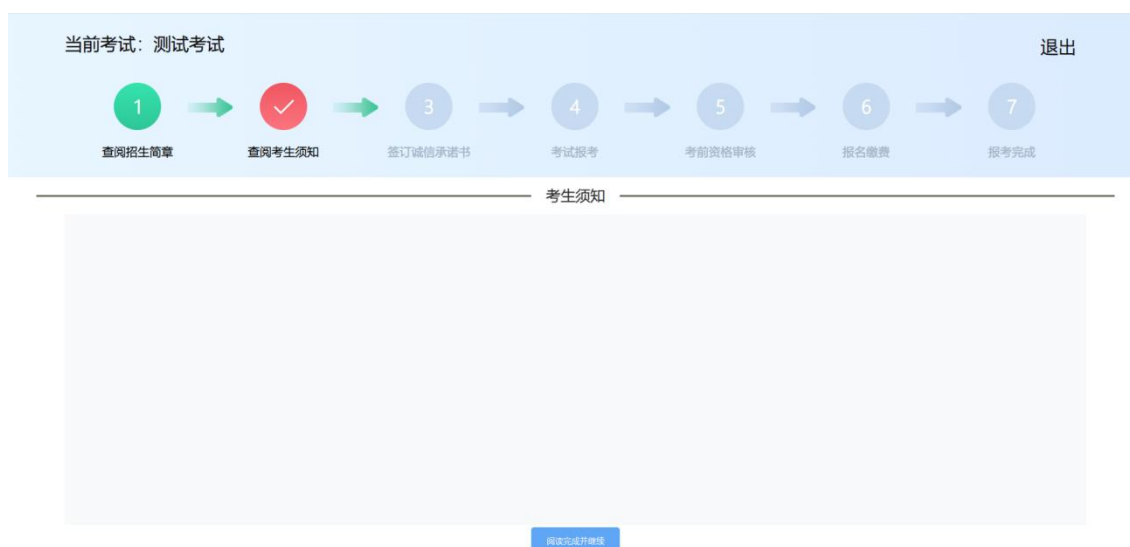 当前考试：测试考试
退出
1
3
4
5
6
7
查阅招生简章
查阅考生须知
签订诚信承诺书
考试报考
考前资格审核
报名缴费
报考完成
考生须知
阅读完成并继续